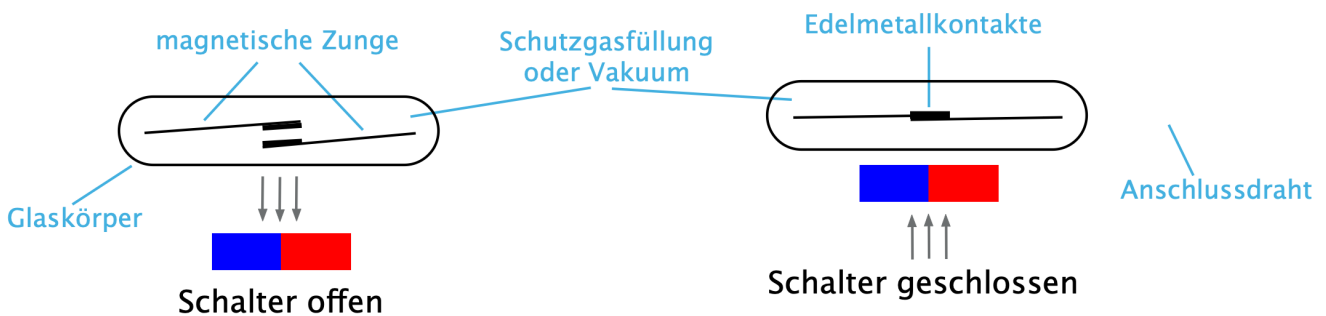 magnetische Zunge
Schutzgasfüllung
oder Vakuum
Edelmetallkontakte
Glaskörper
Anschlussdraht
Schalter offen
Schalter geschlossen